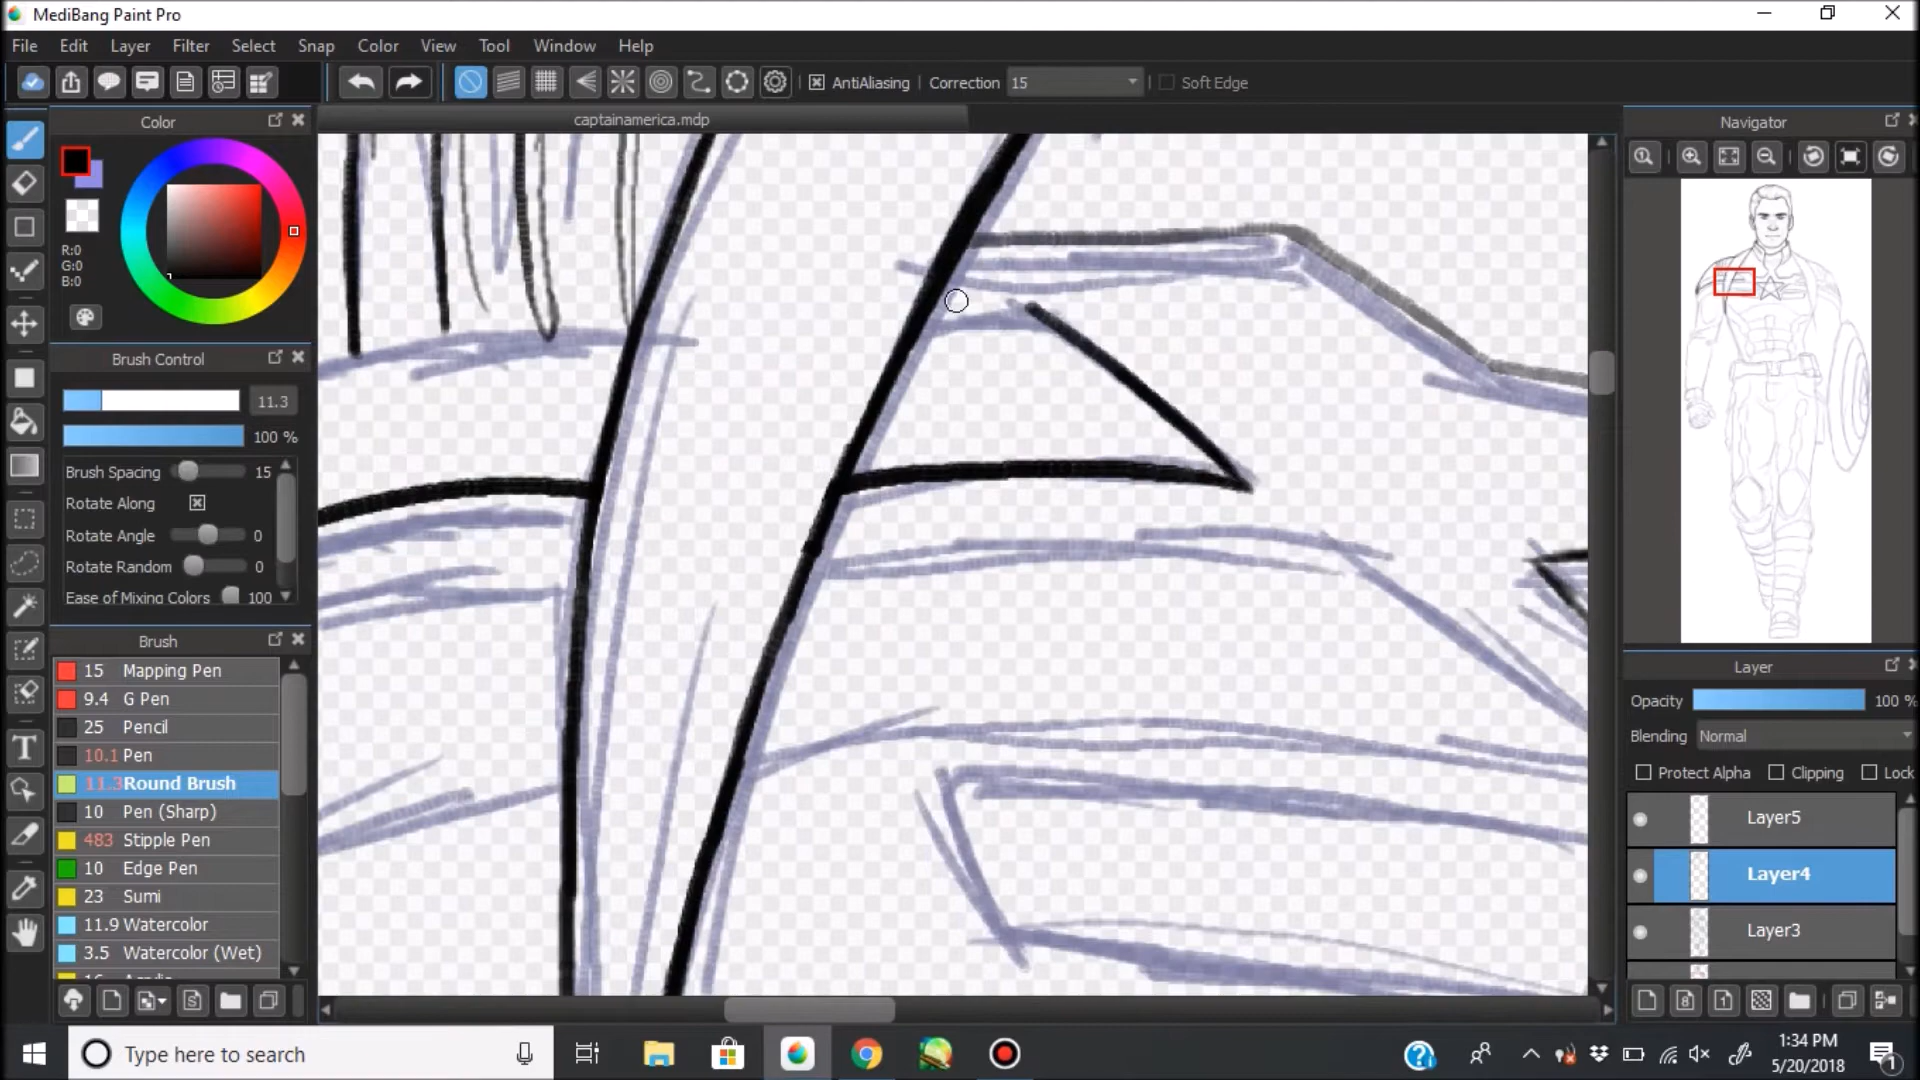 MediBang Paint Pro
File Edit Layer Filter Select Snap Color View Tool Window Help
AntiAliasing Correction 15 Soft Edge
captainamerica.mdp
Color
R:0
G:0
B:0
Brush Control
11.3
100 %
Brush Spacing 15
Rotate Along
Rotate Angle 0
Rotate Random 0
Ease of Mixing Colors 100
Brush
15 Mapping Pen
9.4 G Pen
25 Pencil
10.1 Pen
11.3 Round Brush
10 Pen (Sharp)
483 Stipple Pen
10 Edge Pen
23 Sumi
11.9 Watercolor
3.5 Watercolor (Wet)
Navigator
Layer
Opacity 100 %
Blending Normal
Protect Alpha Clipping Lock
Layer5
Layer4
Layer3
Type here to search
1:34 PM
5/20/2018
1